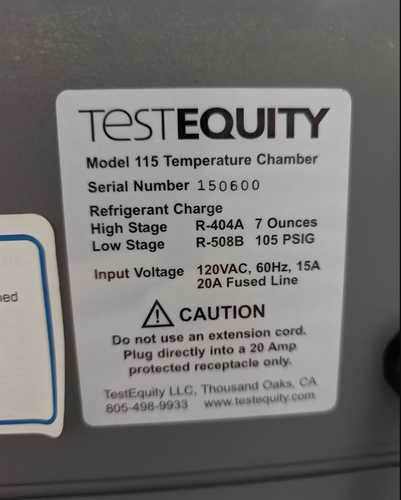 TESTEQUITY
Model 115 Temperature Chamber
Serial Number 150600
Refrigerant Charge
High Stage R-404A 7 Ounces
Low Stage R-508B 105 PSIG
Input Voltage 120VAC, 60Hz, 15A
20A Fused Line
CAUTION
Do not use an extension cord.
Plug directly into a 20 Amp
protected receptacle only.
TestEquity LLC, Thousand Oaks, CA
805-498-9933 www.testequity.com